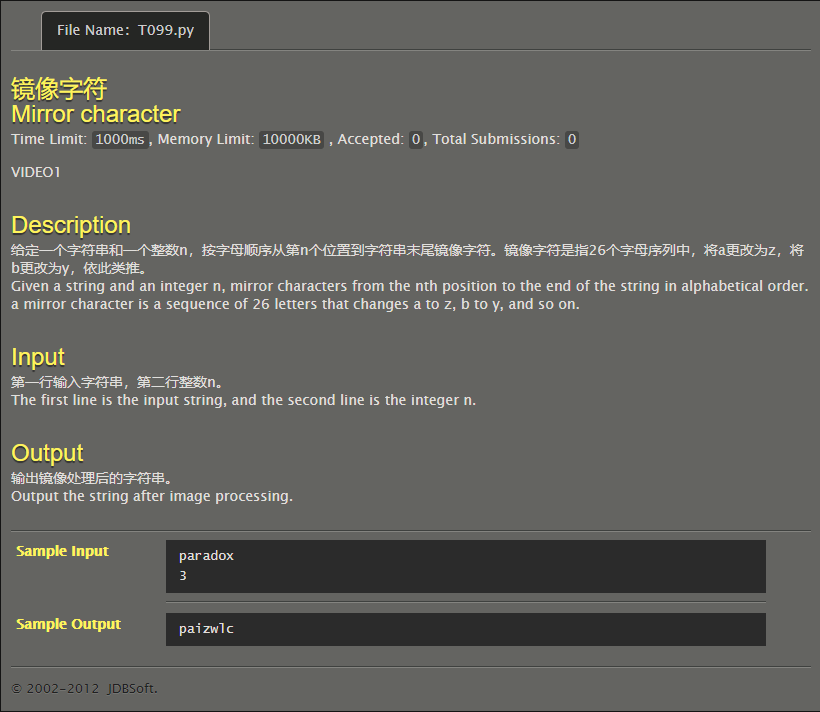 File Name: T099.py
镜像字符
Mirror character
Time Limit: 1000ms, Memory Limit: 10000KB , Accepted: 0, Total Submissions: 0
VIDEO1
Description
给定一个字符串和一个整数n，按字母顺序从第n个位置到字符串末尾镜像字符。镜像字符是指26个字母序列中，将a更改为z，将
b更改为y，依此类推。
Given a string and an integer n, mirror characters from the nth position to the end of the string in alphabetical order.
a mirror character is a sequence of 26 letters that changes a to z, b to y, and so on.
Input
第一行输入字符串，第二行整数n。
The first line is the input string, and the second line is the integer n.
Output
输出镜像处理后的字符串。
Output the string after image processing.
Sample Input
paradox
3
Sample Output
paizwlc
© 2002-2012 JDBSoft.